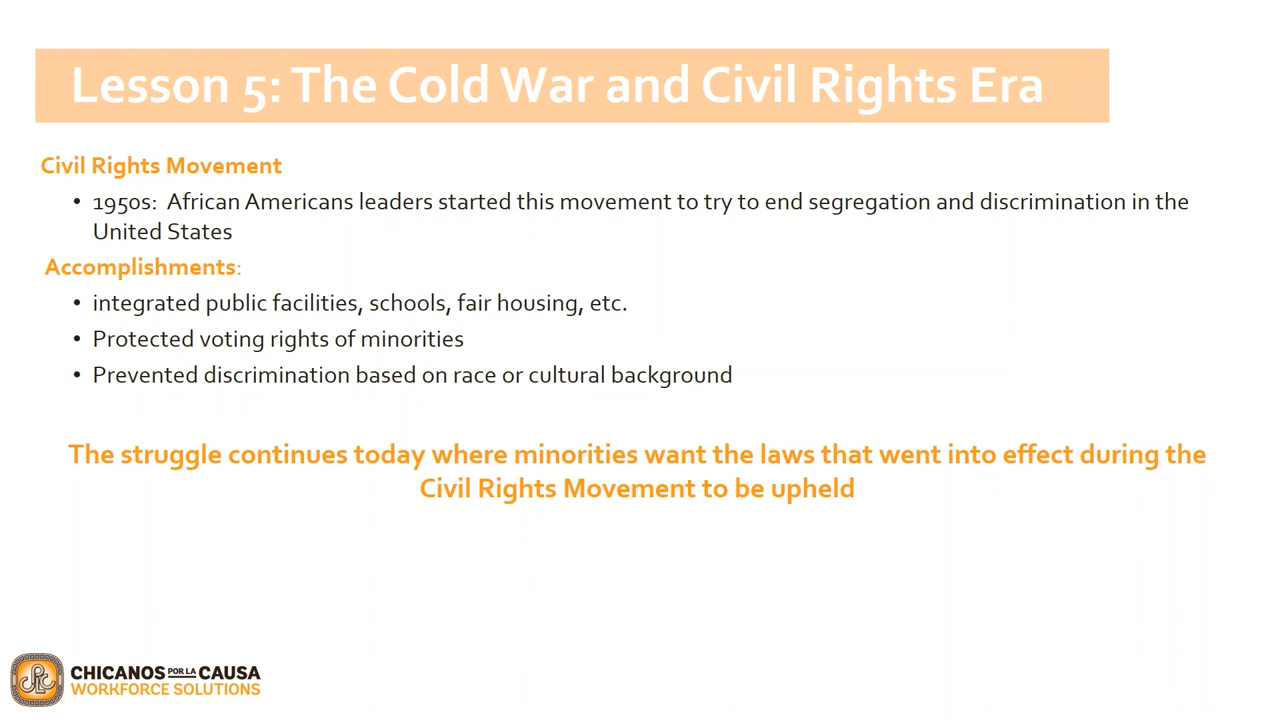 Lesson 5: The Cold War and Civil Rights Era
Civil Rights Movement
• 1950s:  African Americans leaders started this movement to try to end segregation and discrimination in the
United States
Accomplishments:
• integrated public facilities, schools, fair housing, etc.
• Protected voting rights of minorities
• Prevented discrimination based on race or cultural background
The struggle continues today where minorities want the laws that went into effect during the
Civil Rights Movement to be upheld
CHICANOS POR LA CAUSA
WORKFORCE SOLUTIONS